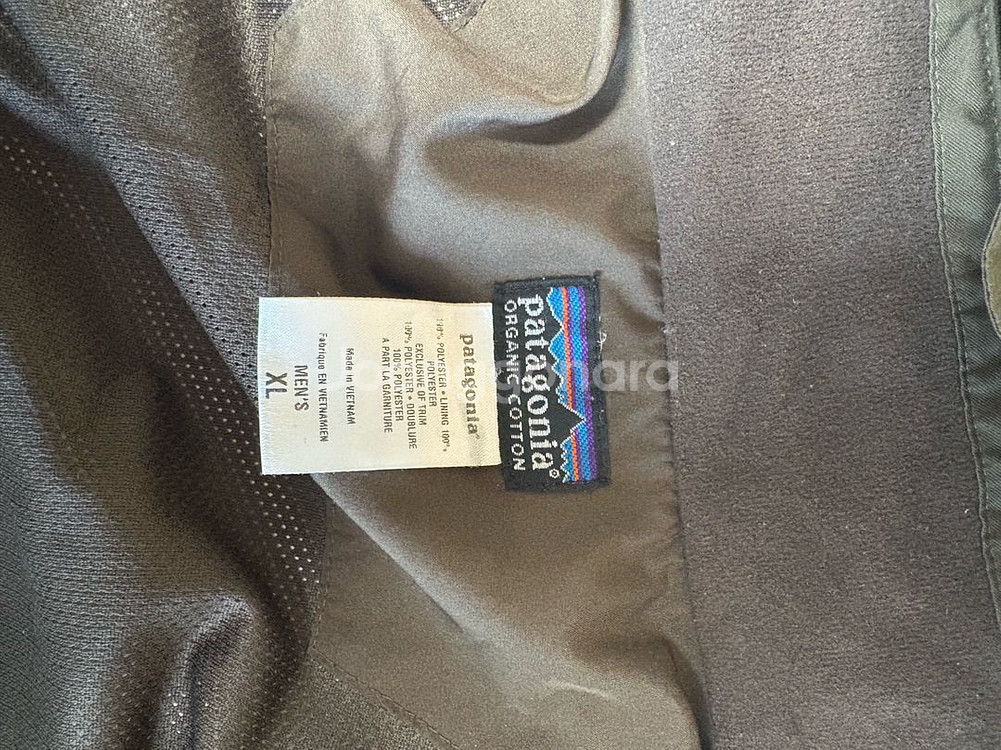 patagonia®
ORGANIC COTTON
patagonia®
100% POLYESTER • LINING 100%
POLYESTER
EXCLUSIVE OF TRIM
100% POLYESTER • DOUBLURE
100% POLYESTER
A PART LA GARNITURE
Made in VIETNAM
Fabrique EN VIETNAMIEN
MEN'S
XL